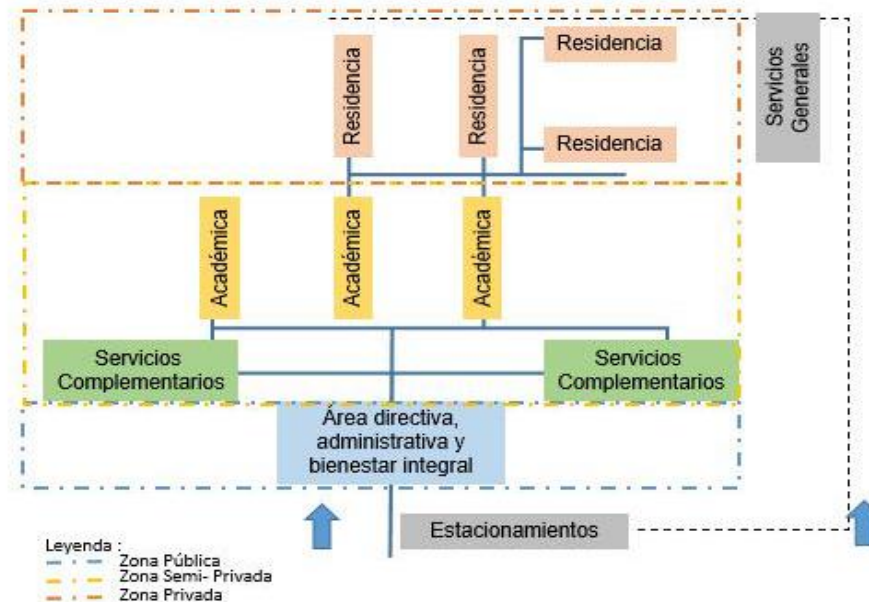 Residencia
Residencia
Residencia
Residencia
Servicios
Generales
Académica
Académica
Académica
Servicios
Complementarios
Servicios
Complementarios
Área directiva,
administrativa y
bienestar integral
Estacionamientos
Leyenda :
Zona Pública
Zona Semi- Privada
Zona Privada